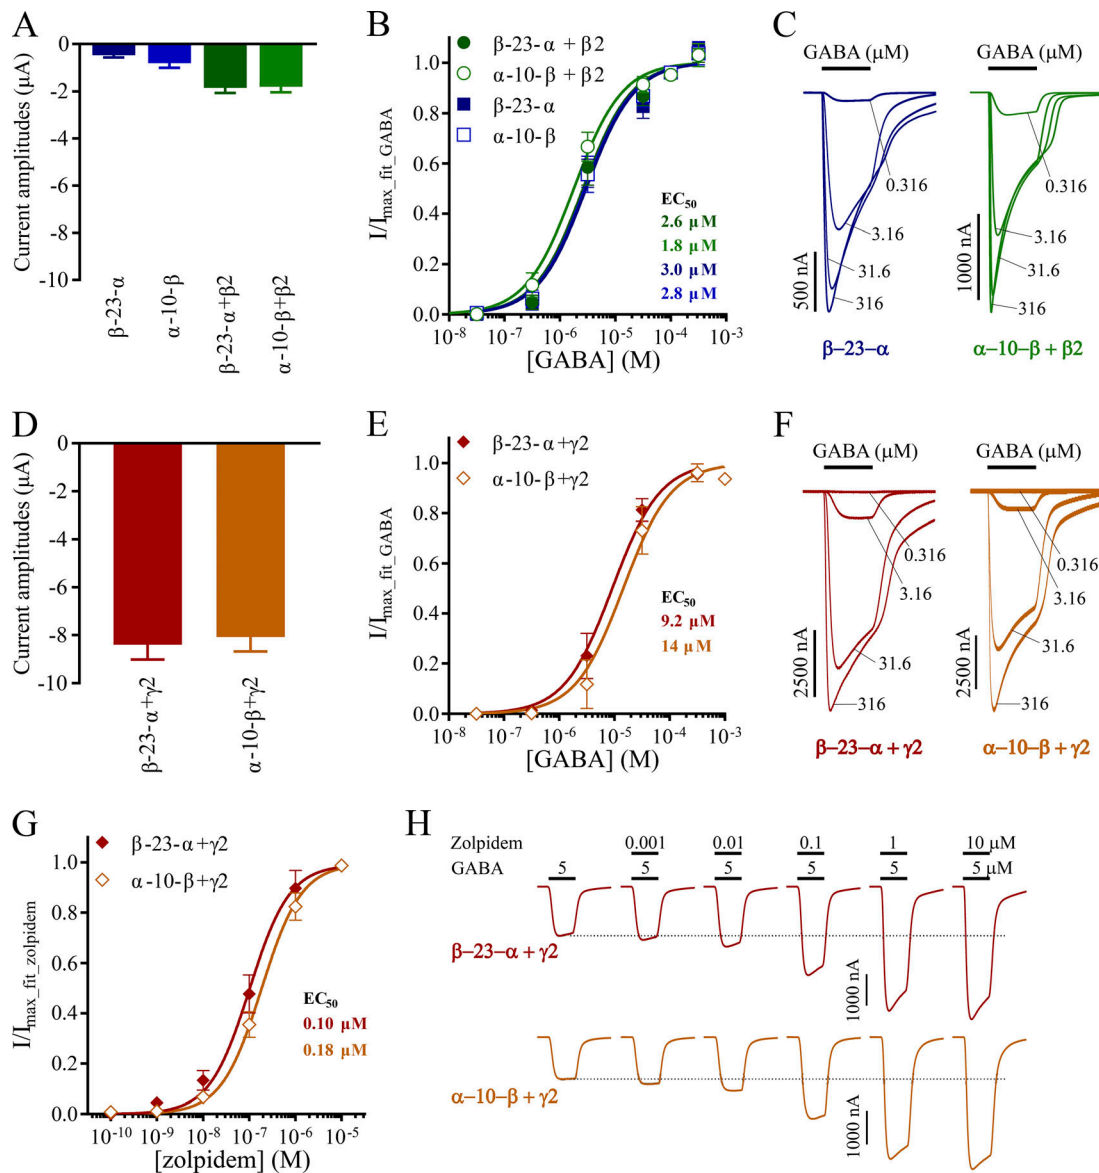 A
Current amplitudes (µA)
0
-2
-4
-6
-8
-10
β-23-α
α-10-β
β-23-α+β2
α-10-β+β2
B
β-23-α + β2
α-10-β + β2
β-23-α
α-10-β
I/I max_fit_GABA
1.0
0.8
0.6
0.4
0.2
0.0
EC50
2.6 µM
1.8 µM
3.0 µM
2.8 µM
10-8 10-7 10-6 10-5 10-4 10-3
[GABA] (M)
C
GABA (µM)
0.316
3.16
31.6
316
500 nA
β–23–α
GABA (µM)
0.316
3.16
31.6
316
1000 nA
α–10–β + β2
D
Current amplitudes (µA)
0
-2
-4
-6
-8
-10
β-23-α+γ2
α-10-β+γ2
E
β-23-α+γ2
α-10-β+γ2
I/I max_fit_GABA
1.0
0.8
0.6
0.4
0.2
0.0
EC50
9.2 µM
14 µM
10-8 10-7 10-6 10-5 10-4 10-3
[GABA] (M)
F
GABA (µM)
0.316
3.16
31.6
316
2500 nA
β–23–α + γ2
GABA (µM)
0.316
3.16
31.6
316
2500 nA
α–10–β + γ2
G
β-23-α+γ2
α-10-β+γ2
I/I max_fit_zolpidem
1.0
0.8
0.6
0.4
0.2
0.0
EC50
0.10 µM
0.18 µM
10-10 10-9 10-8 10-7 10-6 10-5
[zolpidem] (M)
H
Zolpidem 0.001 0.01 0.1 1 10 µM
GABA 5 5 5 5 5 5 µM
β–23–α + γ2
1000 nA
α–10–β + γ2
1000 nA